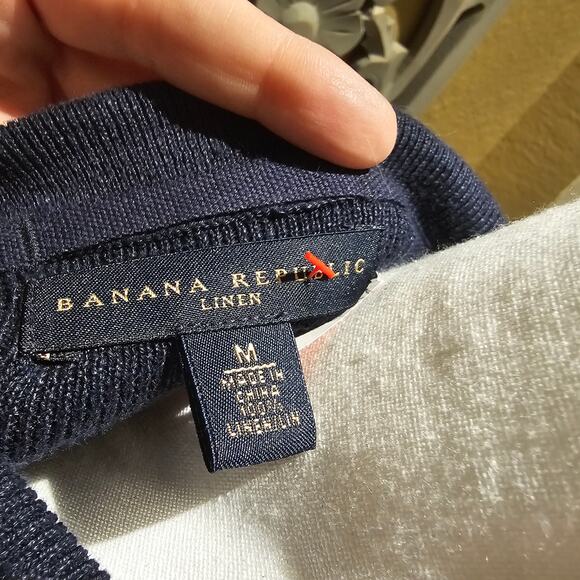 BANANA REPUBLIC
LINEN
M
MADE IN
CHINA
100%
LINEN/LIN